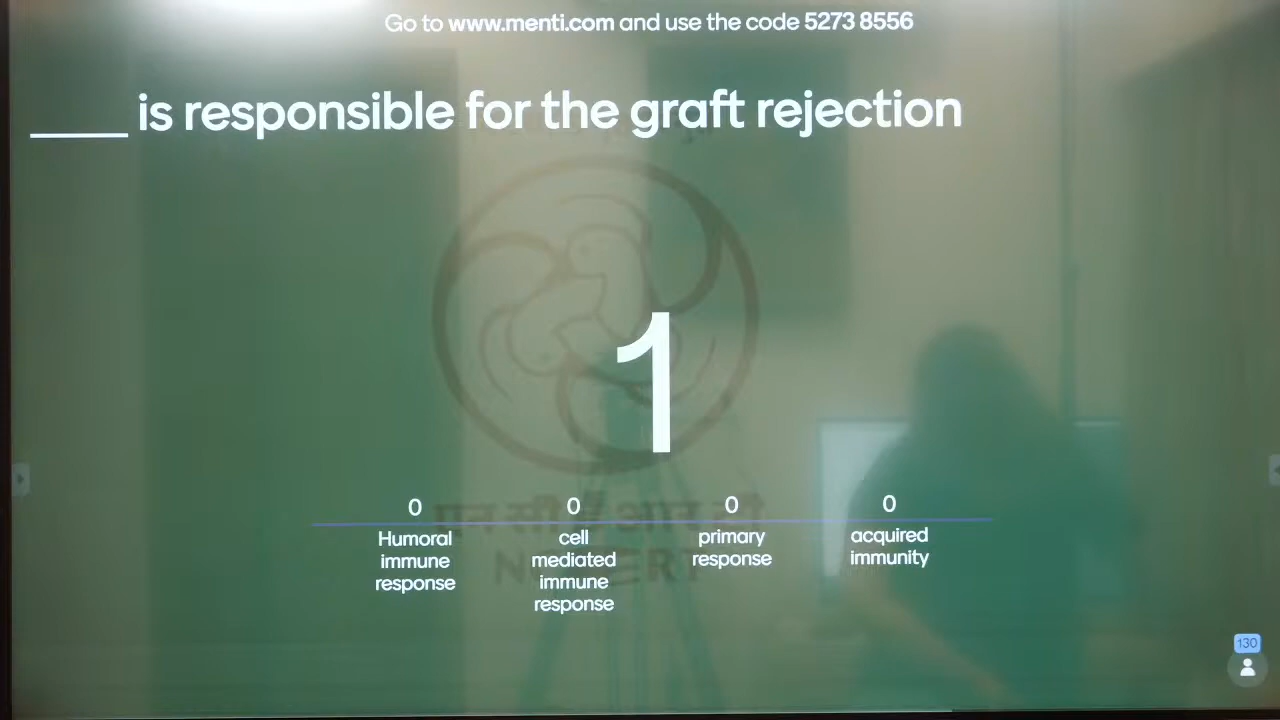 Go to www.menti.com and use the code 5273 8556
____ is responsible for the graft rejection
1
0 0 0 0
Humoral immune response
cell mediated immune response
primary response
acquired immunity
130